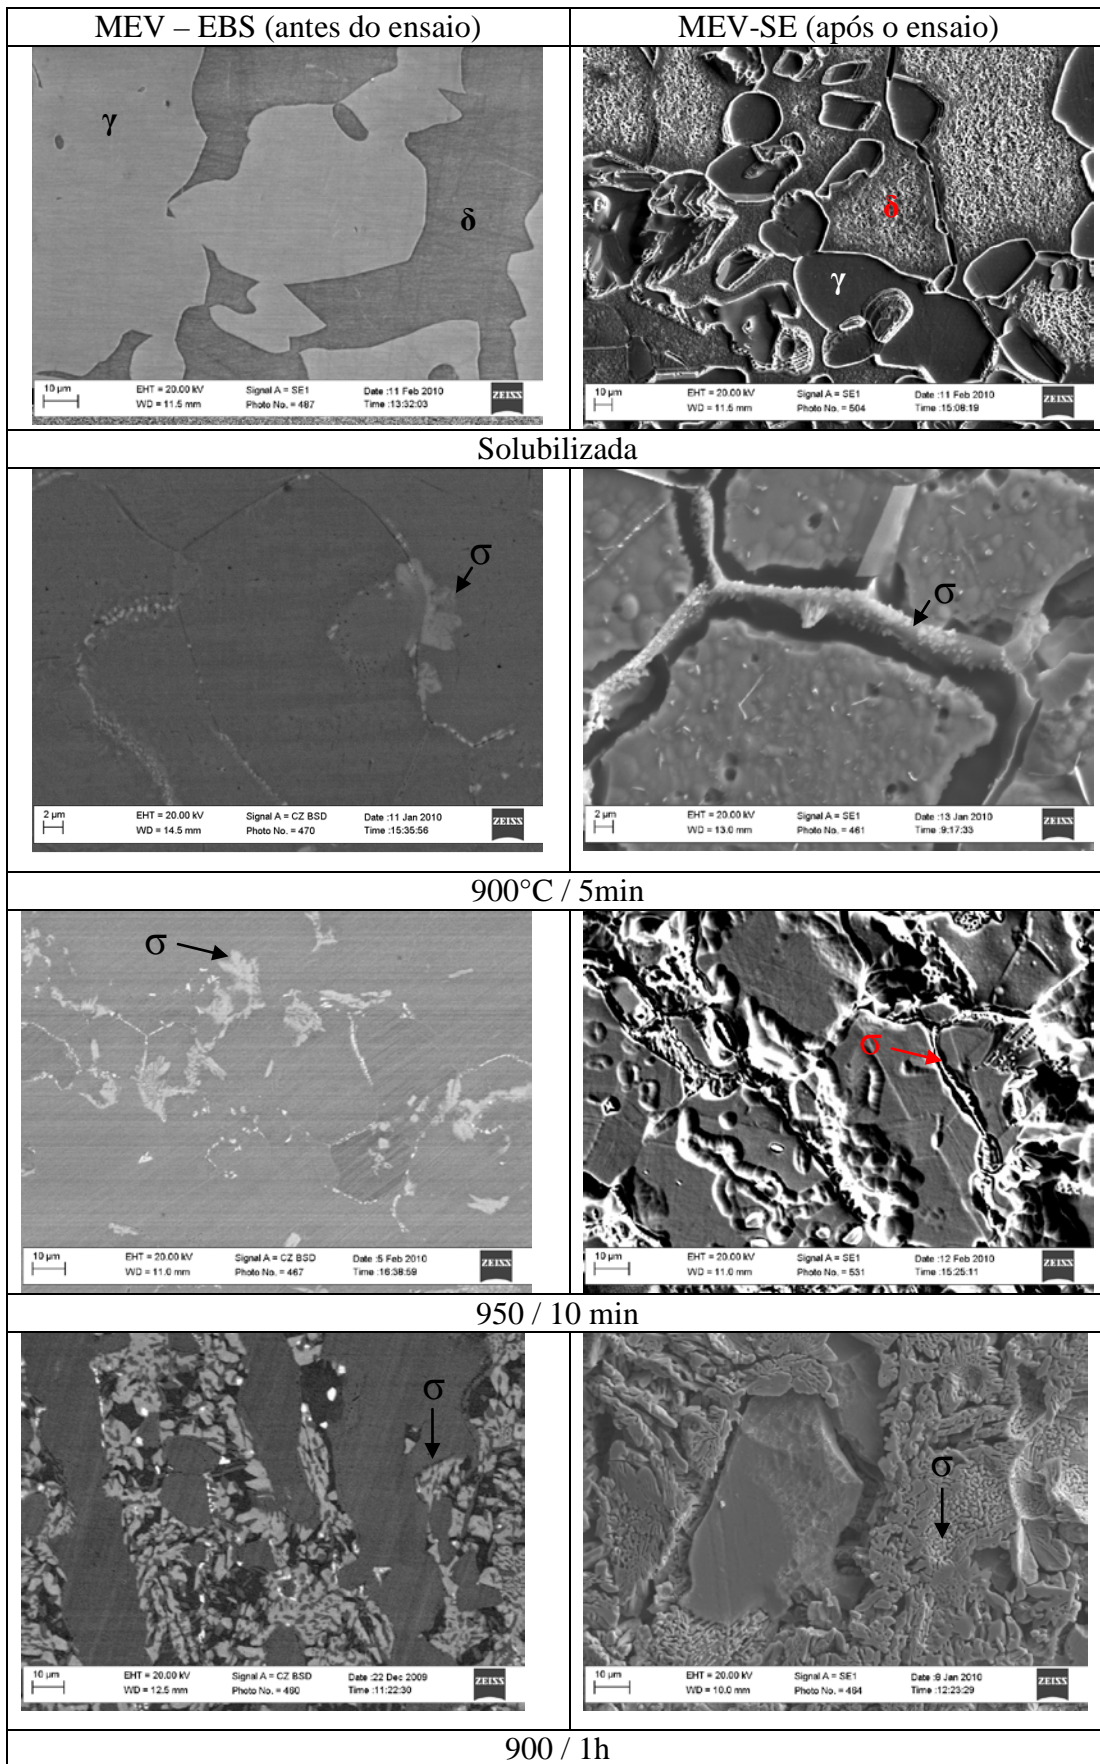 MEV – EBS (antes do ensaio)
MEV-SE (após o ensaio)
γ
δ
10 µm EHT = 20.00 kV Signal A = SE1 Date :11 Feb 2010
WD = 11.5 mm Photo No. = 487 Time :13:32:03
ZEISS
δ
γ
10 µm EHT = 20.00 kV Signal A = SE1 Date :11 Feb 2010
WD = 11.5 mm Photo No. = 504 Time :15:08:19
ZEISS
Solubilizada
σ
2 µm EHT = 20.00 kV Signal A = CZ BSD Date :11 Jan 2010
WD = 14.5 mm Photo No. = 470 Time :15:35:56
ZEISS
σ
2 µm EHT = 20.00 kV Signal A = SE1 Date :13 Jan 2010
WD = 13.0 mm Photo No. = 461 Time :9:17:33
ZEISS
900°C / 5min
σ
10 µm EHT = 20.00 kV Signal A = CZ BSD Date :5 Feb 2010
WD = 11.0 mm Photo No. = 467 Time :16:38:59
ZEISS
σ
10 µm EHT = 20.00 kV Signal A = SE1 Date :12 Feb 2010
WD = 11.0 mm Photo No. = 531 Time :15:25:11
ZEISS
950 / 10 min
σ
10 µm EHT = 20.00 kV Signal A = CZ BSD Date :22 Dec 2009
WD = 12.5 mm Photo No. = 460 Time :11:22:30
ZEISS
σ
10 µm EHT = 20.00 kV Signal A = SE1 Date :8 Jan 2010
WD = 10.0 mm Photo No. = 464 Time :12:23:29
ZEISS
900 / 1h